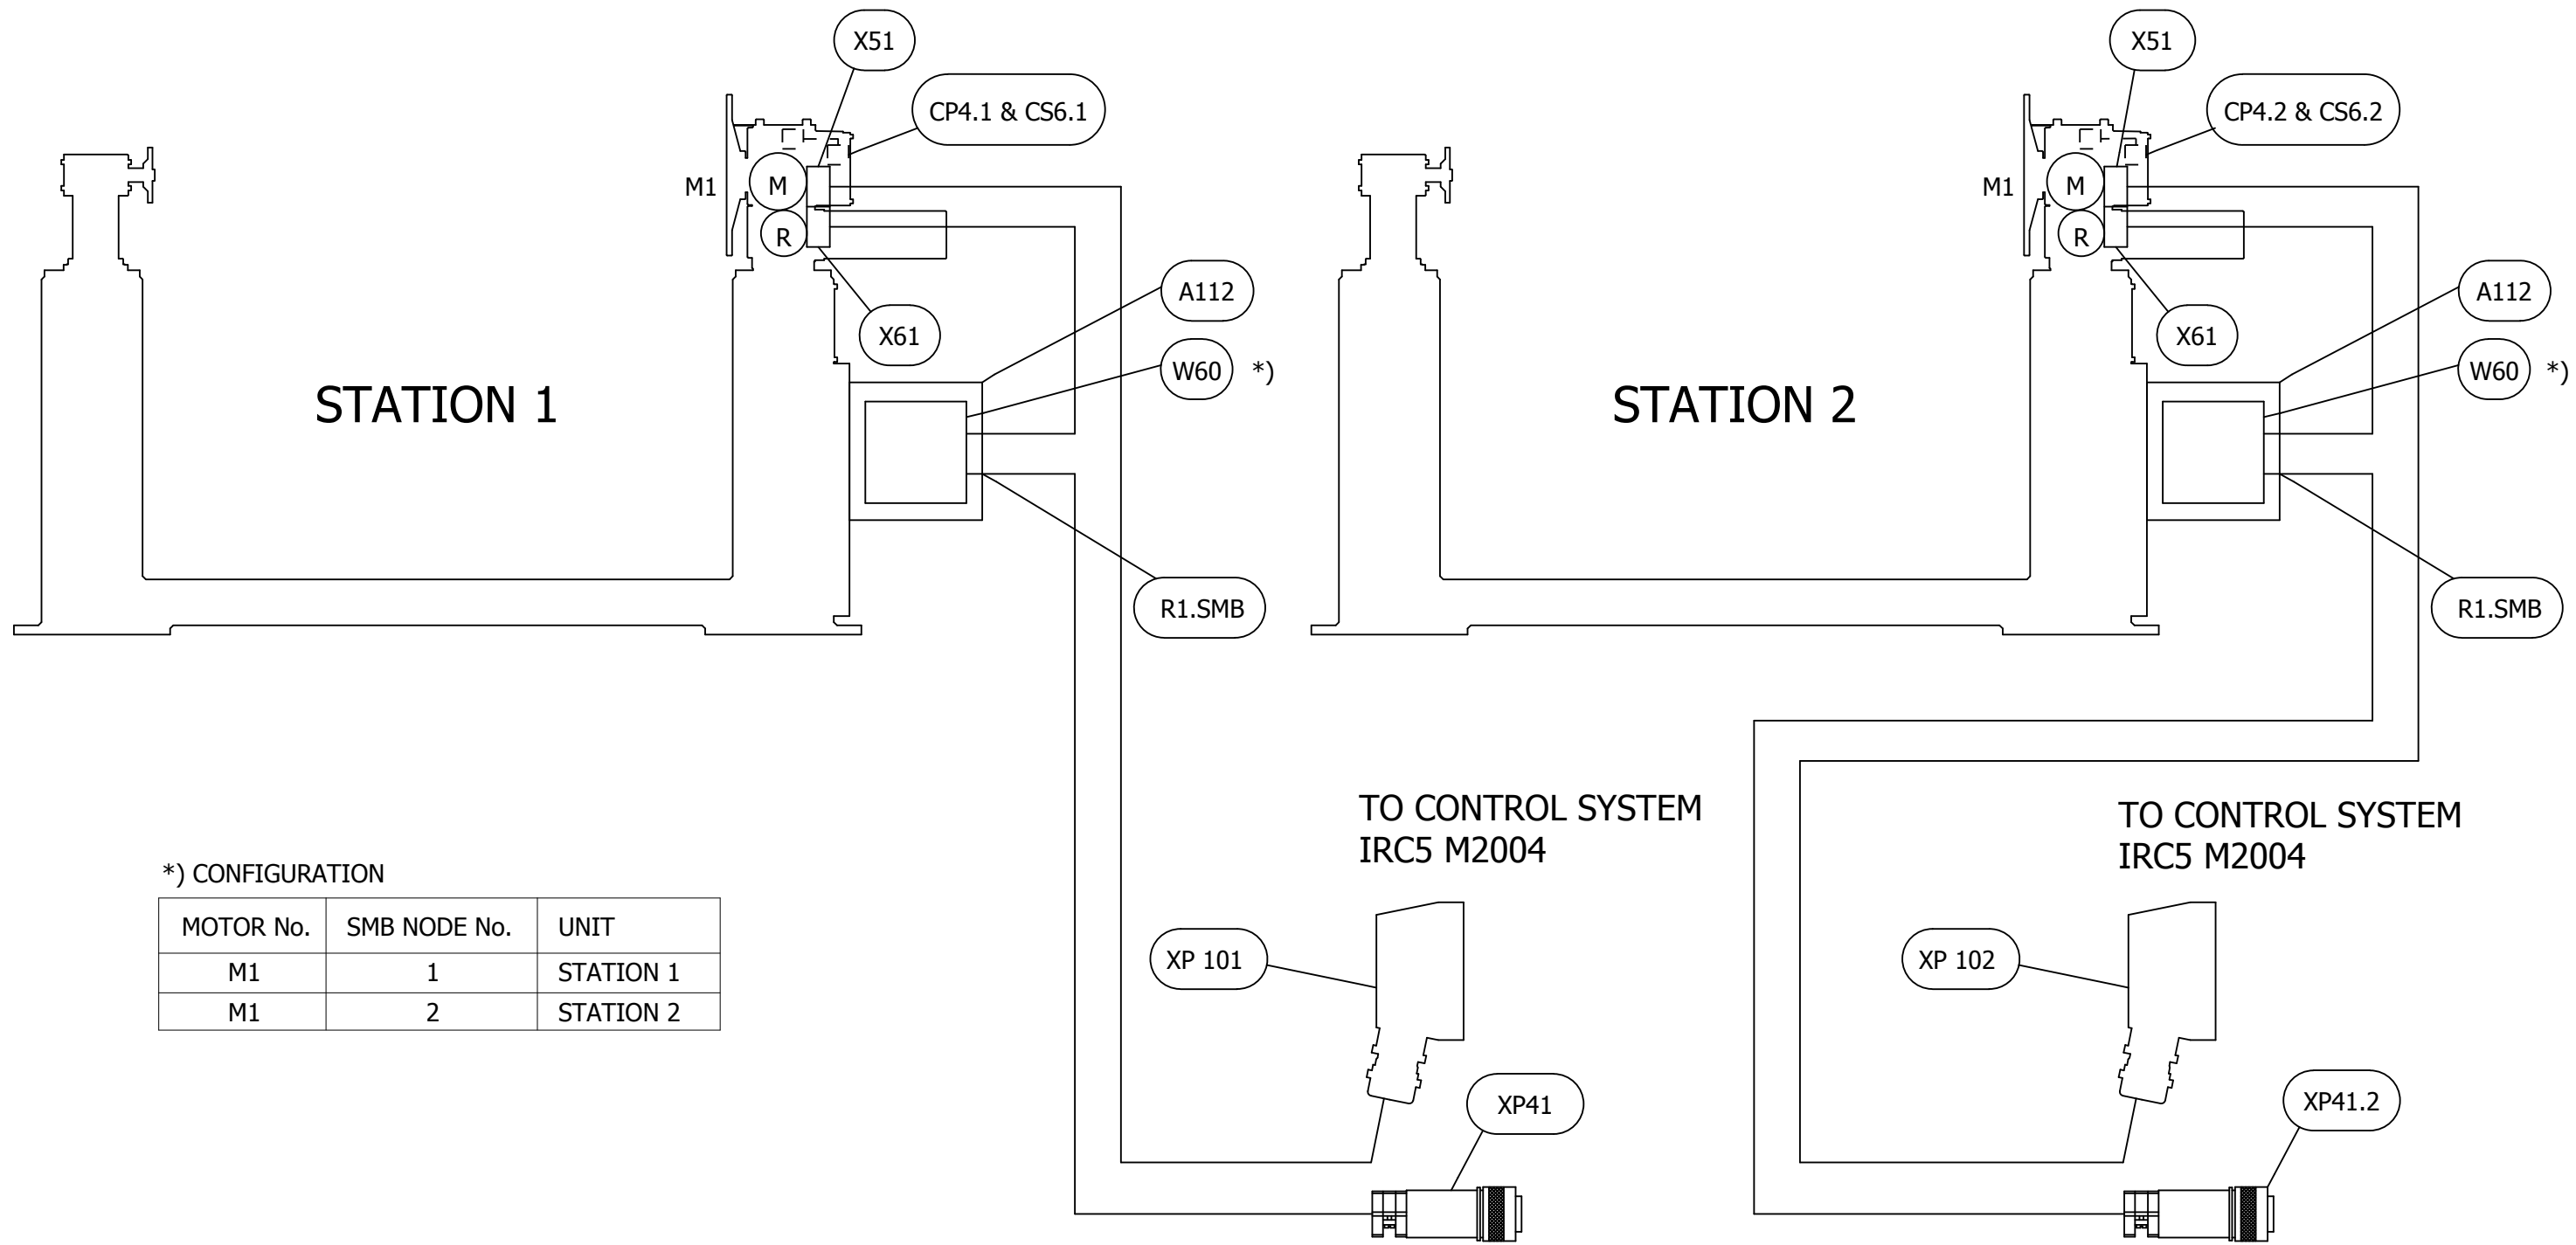 X51
CP4.1 & CS6.1
M1
M
R
X61
A112
W60 *)
STATION 1
R1.SMB
X51
CP4.2 & CS6.2
M1
M
R
X61
A112
W60 *)
STATION 2
R1.SMB
TO CONTROL SYSTEM
IRC5 M2004
TO CONTROL SYSTEM
IRC5 M2004
*) CONFIGURATION
MOTOR No. SMB NODE No. UNIT
M1 1 STATION 1
M1 2 STATION 2
XP 101
XP41
XP 102
XP41.2